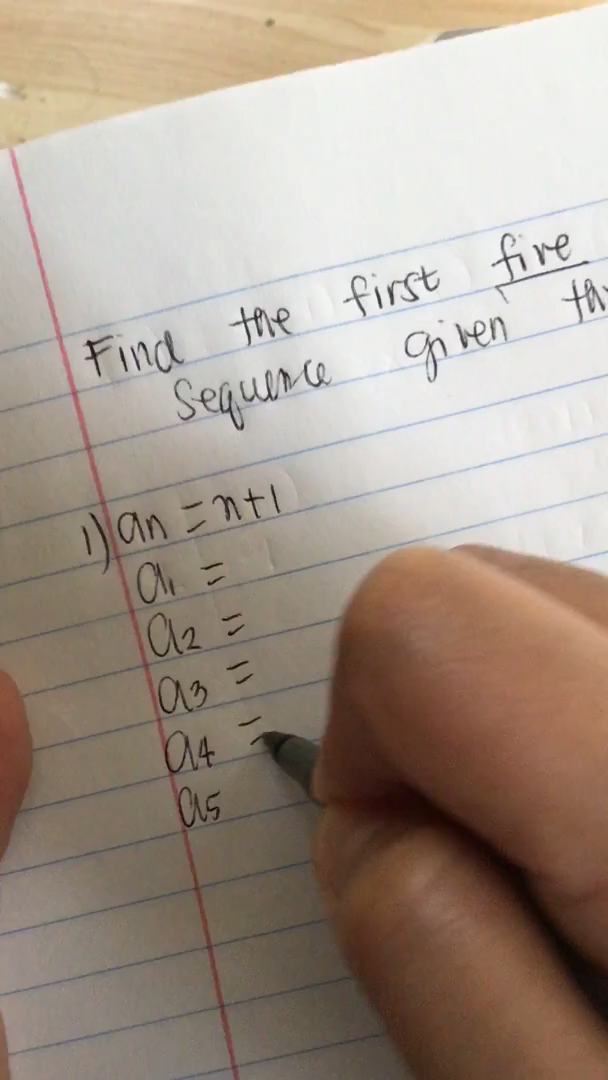 Find the first five
Sequence given
1) an = n+1
a1 =
a2 =
a3 =
a4 =
a5